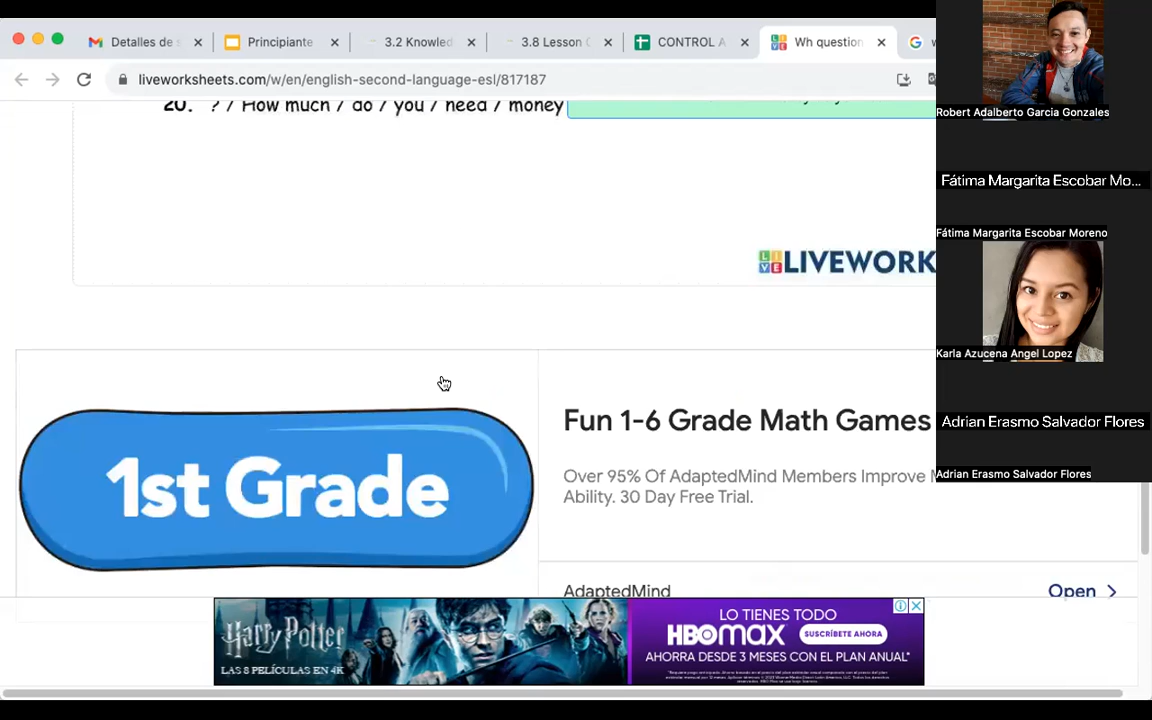 Detalles de s
Principiante
3.2 Knowled
3.8 Lesson C
CONTROL A
Wh question
liveworksheets.com/w/en/english-second-language-esl/817187
20. ? / How much / do / you / need / money
LIVE
LIVEWORK
1st Grade
Fun 1-6 Grade Math Games
Over 95% Of AdaptedMind Members Improve
Ability. 30 Day Free Trial.
AdaptedMind
Open
Harry Potter
LAS 8 PELÍCULAS EN 4K
LO TIENES TODO
HBOMAX
SUSCRÍBETE AHORA
AHORA DESDE 3 MESES CON EL PLAN ANUAL*
Robert Adalberto Garcia Gonzales
Fátima Margarita Escobar Mo...
Fátima Margarita Escobar Moreno
Karla Azucena Angel Lopez
Adrian Erasmo Salvador Flores
Adrian Erasmo Salvador Flores